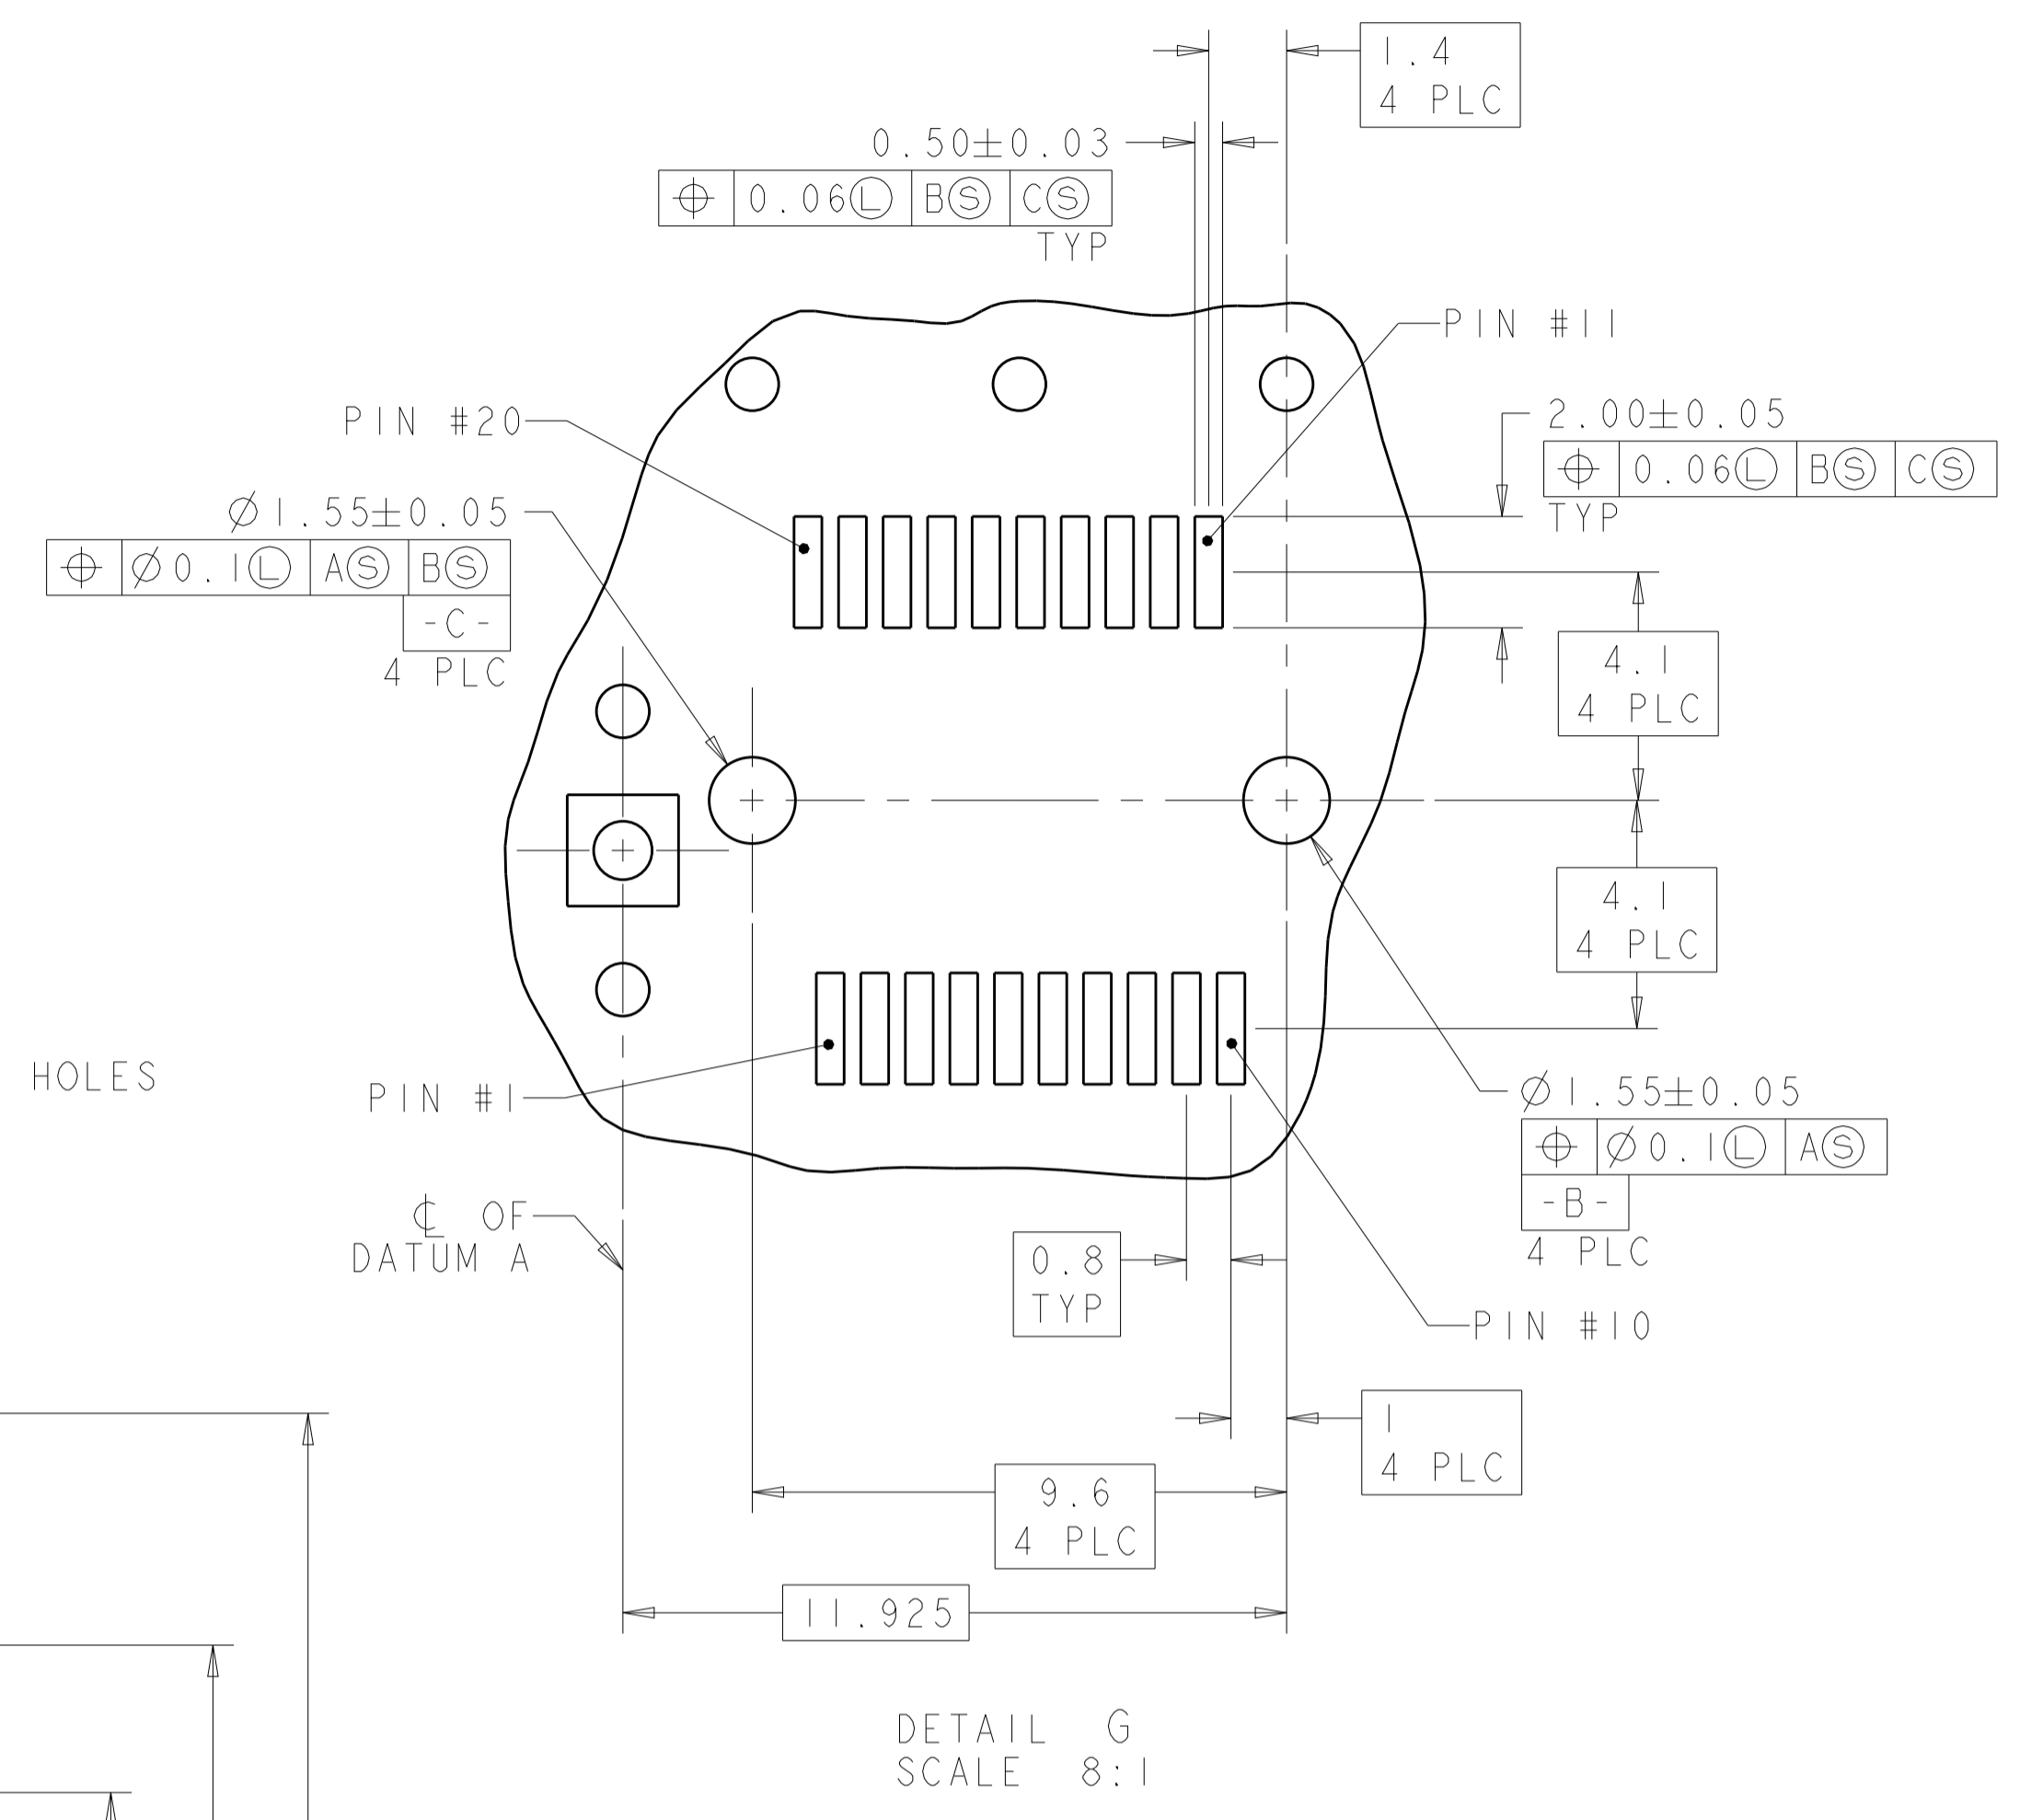 1.4
4 PLC
0.50±0.03
⌖ 0.06Ⓛ BⓈ CⓈ
TYP
PIN #11
PIN #20
2.00±0.05
⌖ 0.06Ⓛ BⓈ CⓈ
TYP
Ø1.55±0.05
⌖ Ø0.1Ⓛ AⓈ BⓈ
-C-
4 PLC
4.1
4 PLC
4.1
4 PLC
HOLES
PIN #1
Ø1.55±0.05
⌖ Ø0.1Ⓛ AⓈ
-B-
4 PLC
℄ OF
DATUM A
0.8
TYP
PIN #10
1
4 PLC
9.6
4 PLC
11.925
DETAIL G
SCALE 8:1